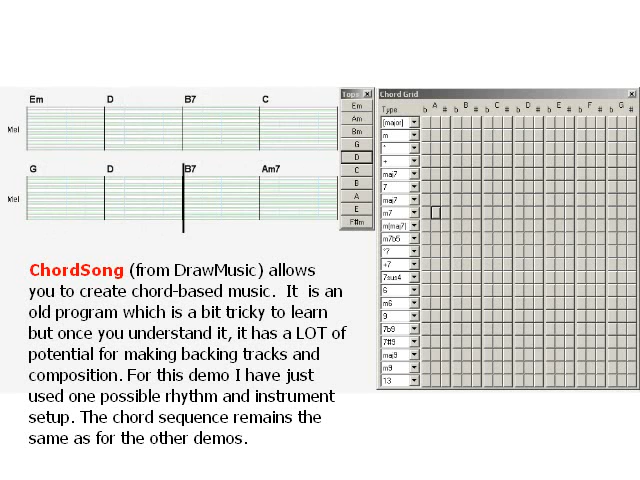 Em D B7 C
Mel
G D B7 Am7
Mel
Tops
Em
Am
Bm
G
D
C
B
A
E
F#m
Chord Grid
Type b A # b B # b C # b D # b E # b F # b G #
[major]
m
°
+
maj7
7
maj7
m7
m(maj7)
m7b5
°7
+7
7sus4
6
m6
9
7b9
7#9
maj9
m9
13
ChordSong (from DrawMusic) allows
you to create chord-based music. It is an
old program which is a bit tricky to learn
but once you understand it, it has a LOT of
potential for making backing tracks and
composition. For this demo I have just
used one possible rhythm and instrument
setup. The chord sequence remains the
same as for the other demos.